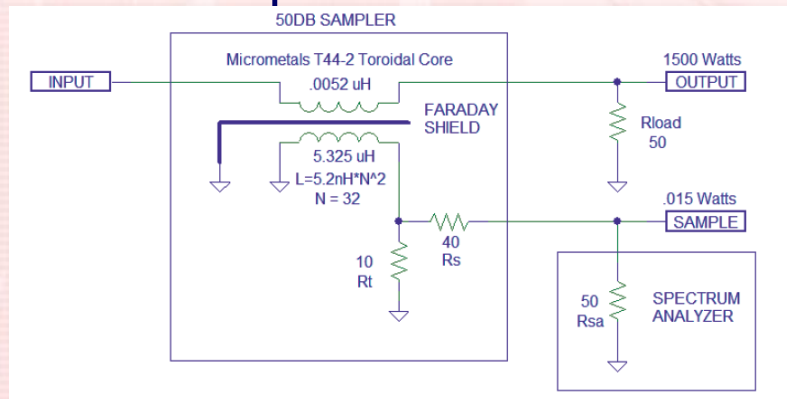 50DB SAMPLER
Micrometals T44-2 Toroidal Core
1500 Watts
INPUT
.0052 uH
OUTPUT
FARADAY
SHIELD
Rload
50
5.325 uH
L=5.2nH*N^2
N = 32
.015 Watts
SAMPLE
40
Rs
10
Rt
50
Rsa
SPECTRUM
ANALYZER